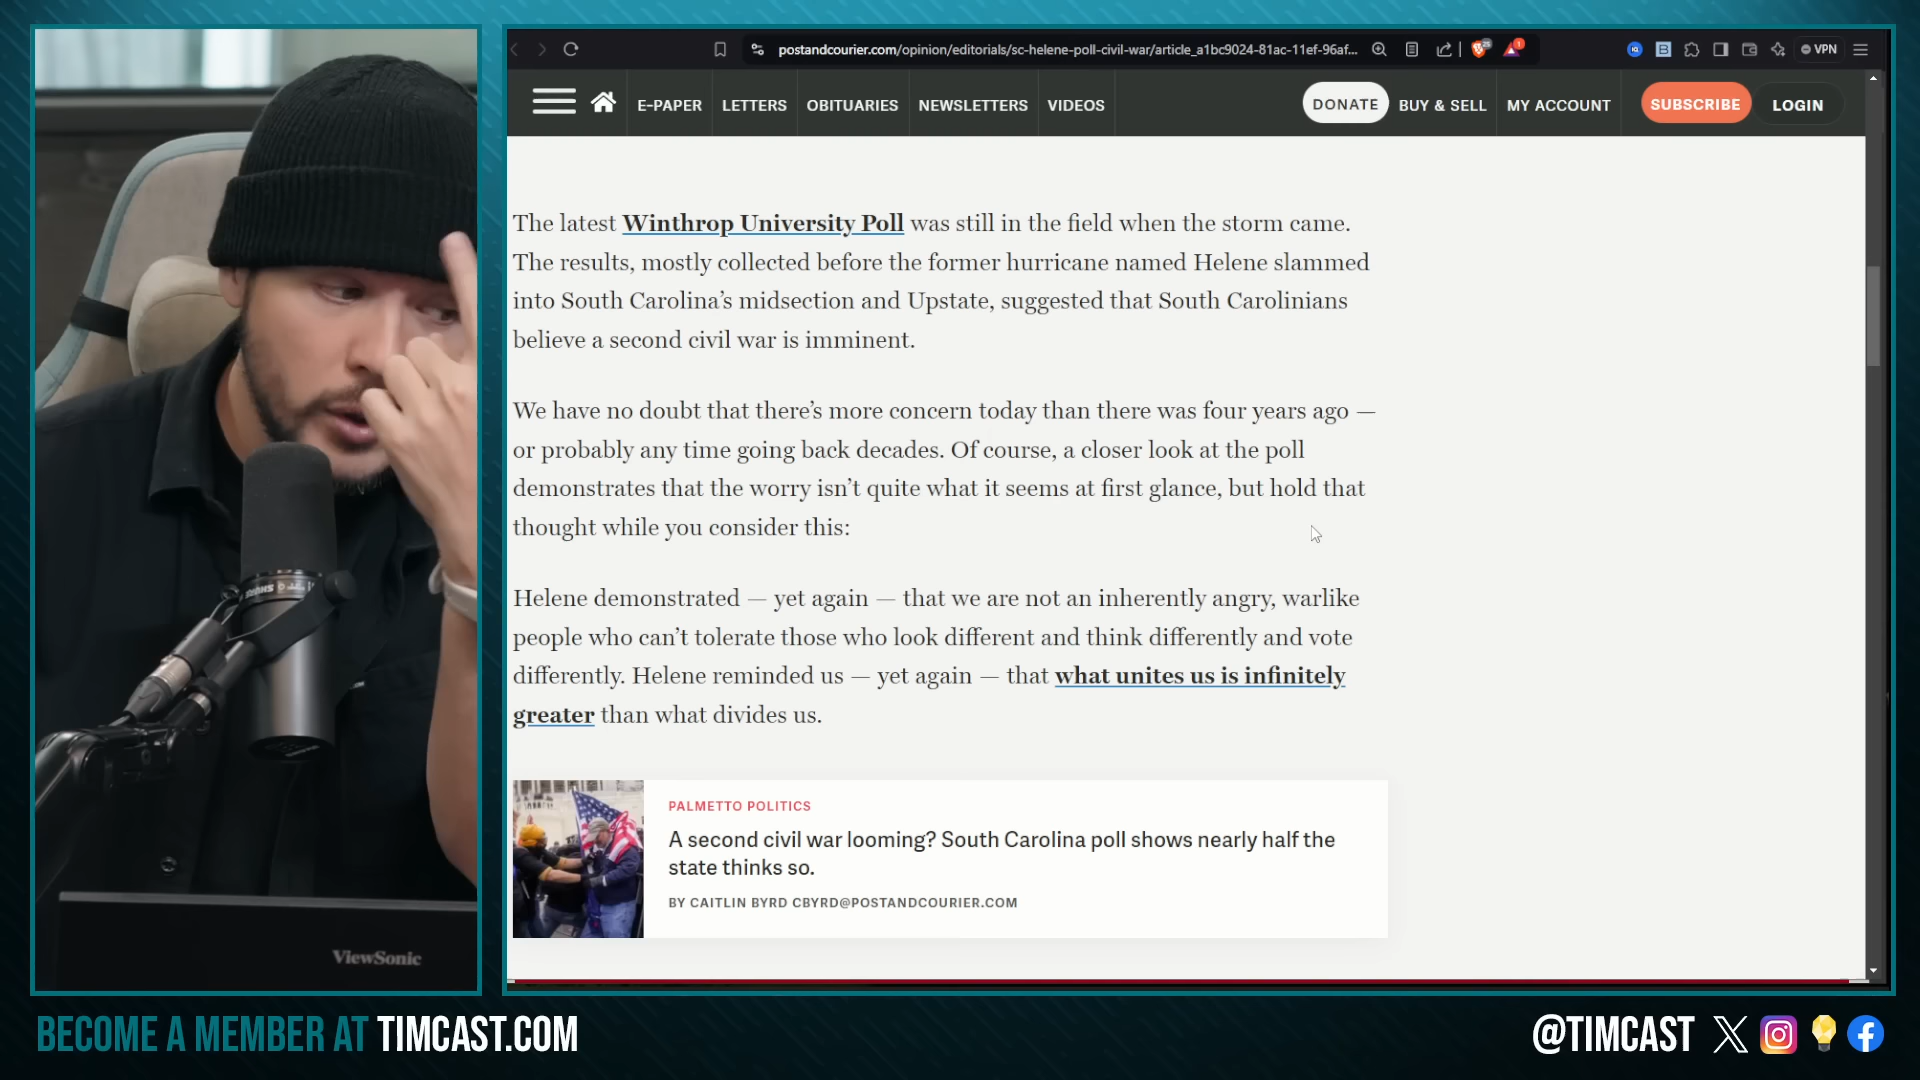 postandcourier.com/opinion/editorials/sc-helene-poll-civil-war/article_a1bc9024-81ac-11ef-96af...
VPN
E-PAPER LETTERS OBITUARIES NEWSLETTERS VIDEOS DONATE BUY & SELL MY ACCOUNT SUBSCRIBE LOGIN
The latest Winthrop University Poll was still in the field when the storm came.
The results, mostly collected before the former hurricane named Helene slammed
into South Carolina’s midsection and Upstate, suggested that South Carolinians
believe a second civil war is imminent.
We have no doubt that there’s more concern today than there was four years ago —
or probably any time going back decades. Of course, a closer look at the poll
demonstrates that the worry isn’t quite what it seems at first glance, but hold that
thought while you consider this:
Helene demonstrated — yet again — that we are not an inherently angry, warlike
people who can’t tolerate those who look different and think differently and vote
differently. Helene reminded us — yet again — that what unites us is infinitely
greater than what divides us.
PALMETTO POLITICS
A second civil war looming? South Carolina poll shows nearly half the
state thinks so.
BY CAITLIN BYRD CBYRD@POSTANDCOURIER.COM
ViewSonic
BECOME A MEMBER AT TIMCAST.COM
@TIMCAST